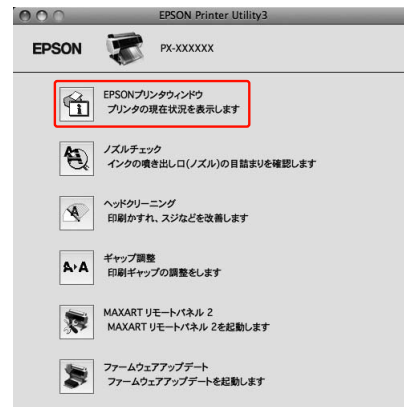 EPSON Printer Utility3
EPSON PX-XXXXXX
EPSONプリンタウィンドウ
プリンタの現在状況を表示します
ノズルチェック
インクの噴き出し口(ノズル)の目詰まりを確認します
ヘッドクリーニング
印刷かすれ、スジなどを改善します
ギャップ調整
印刷ギャップの調整をします
MAXART リモートパネル 2
MAXART リモートパネル 2を起動します
ファームウェアアップデート
ファームウェアアップデートを起動します